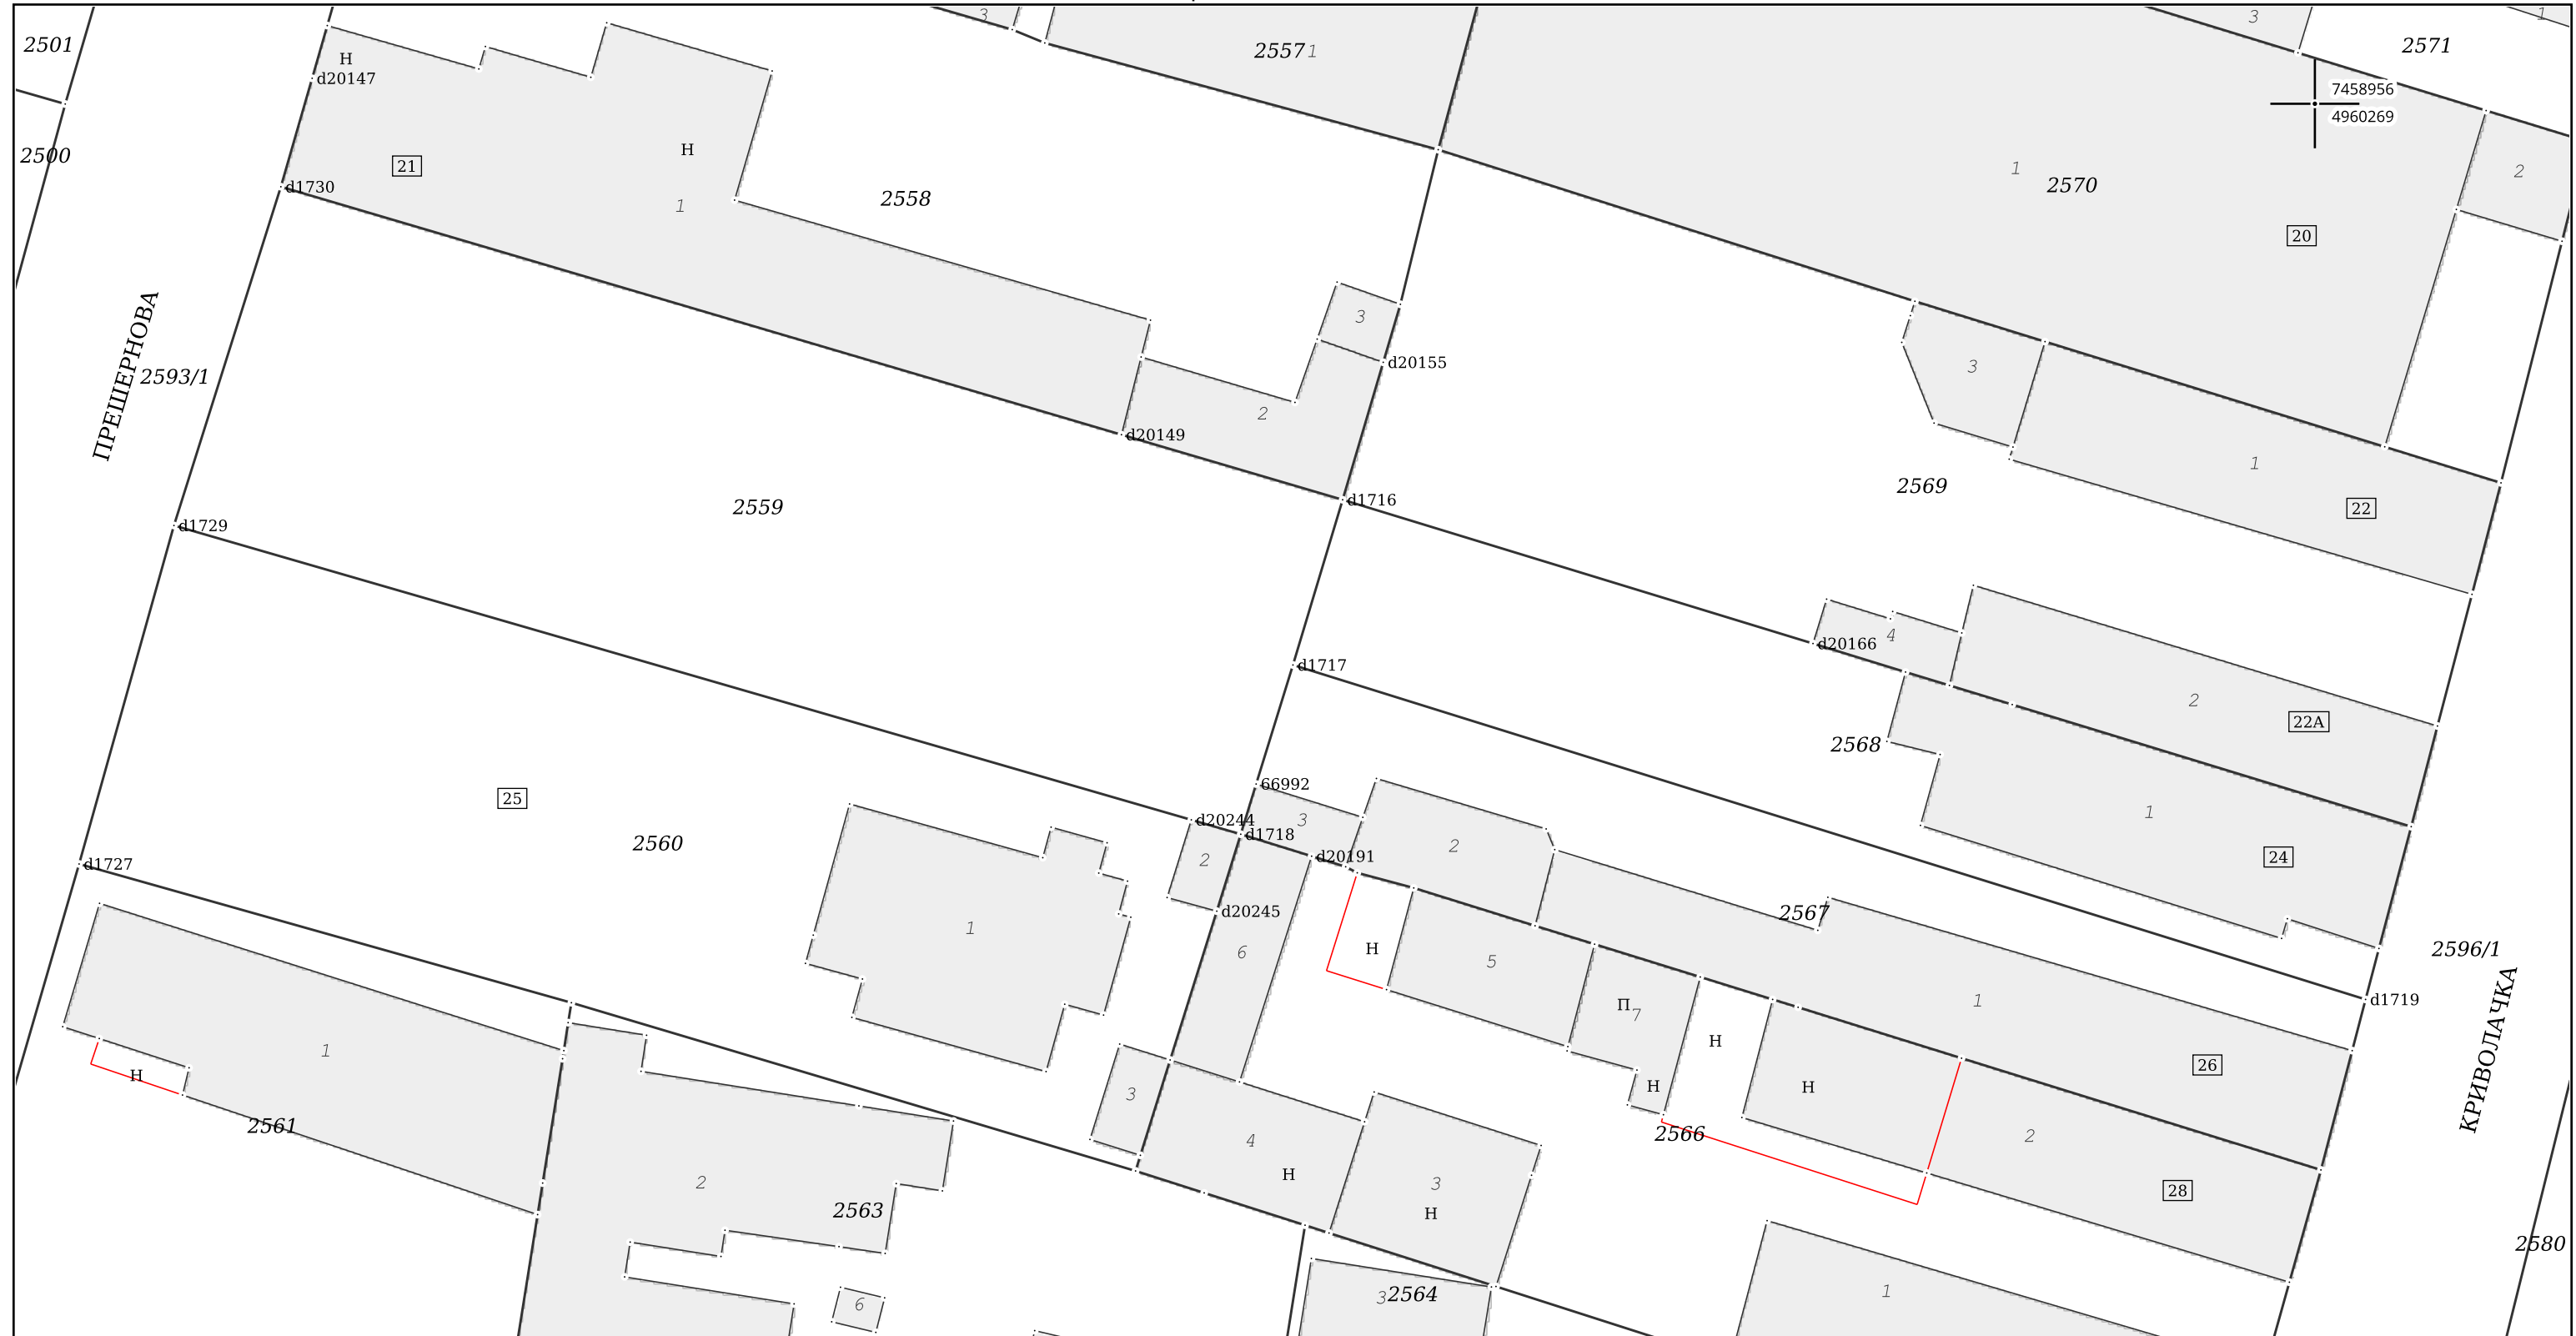 3
2557
1
3
2571
1
2501
Н
d20147
7458956
4960269
2500
Н
21
1
2570
2
d1730
1
2558
20
3
d20155
ПРЕШЕРНОВА
2593/1
2
3
d20149
1
2569
d1716
22
2559
d1729
4
d20166
d1717
2
22А
2568
66992
25
d20244
3
d1718
1
2560
2
d20191
2
24
d1727
d20245
2567
1
6
Н
5
2596/1
П
7
1
d1719
КРИВОЛАЧКА
Н
1
Н
26
Н
Н
3
2561
4
2566
2
Н
2
3
28
2563
Н
2580
3
2564
1
6